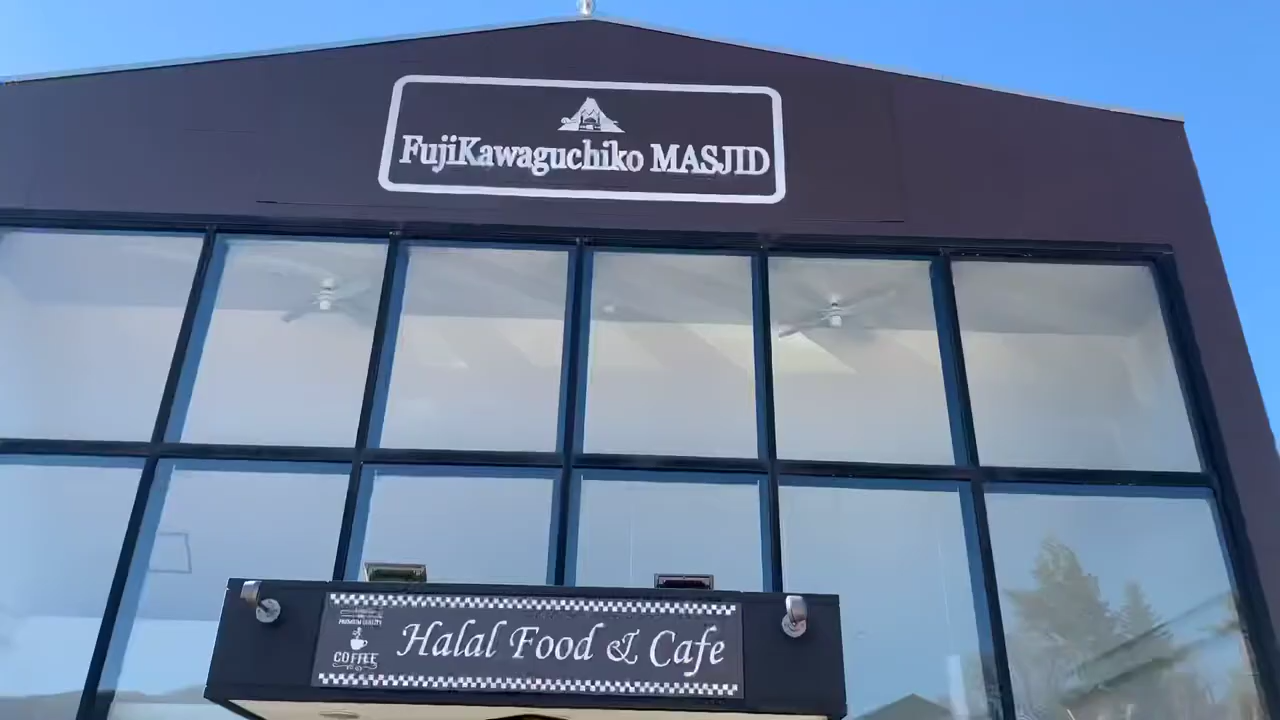 FujiKawaguchiko MASJID
PREMIUM QUALITY
COFFEE
Halal Food & Cafe